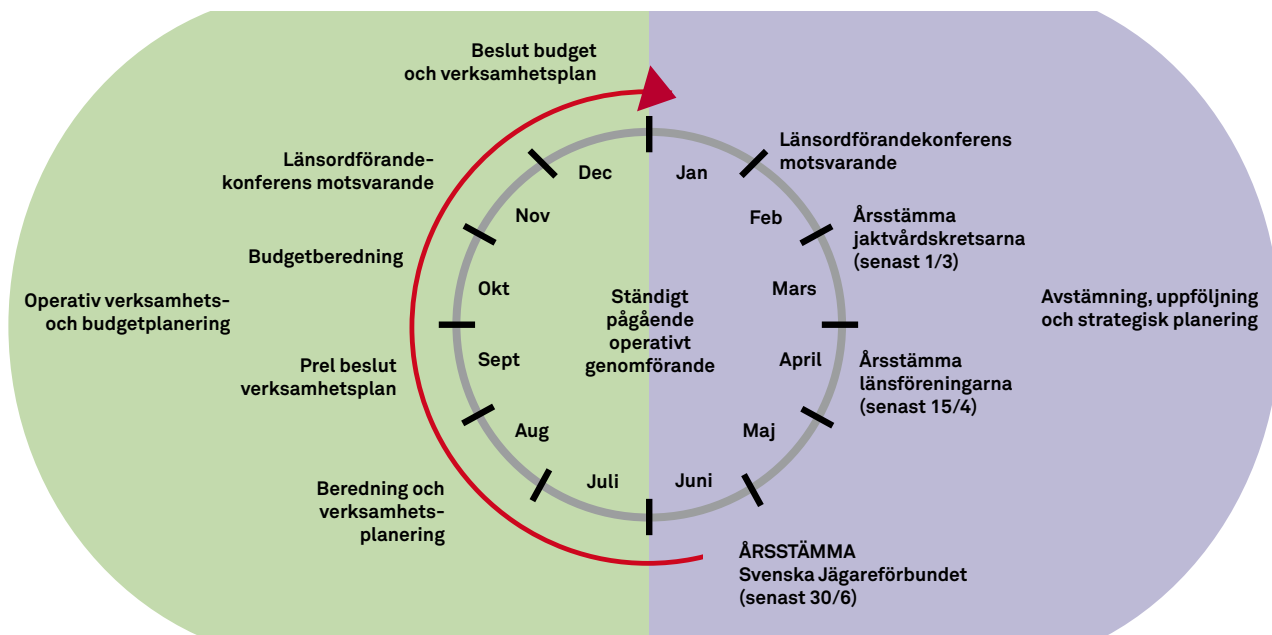 Beslut budget
och verksamhetsplan
Länsordförande-
konferens motsvarande
Budgetberedning
Operativ verksamhets-
och budgetplanering
Prel beslut
verksamhetsplan
Beredning och
verksamhets-
planering
Dec
Nov
Okt
Sept
Aug
Juli
Ständigt
pågående
operativt
genomförande
Jan
Feb
Mars
April
Maj
Juni
Länsordförandekonferens
motsvarande
Årsstämma
jaktvårdskretsarna
(senast 1/3)
Avstämning, uppföljning
och strategisk planering
Årsstämma
länsföreningarna
(senast 15/4)
ÅRSSTÄMMA
Svenska Jägareförbundet
(senast 30/6)